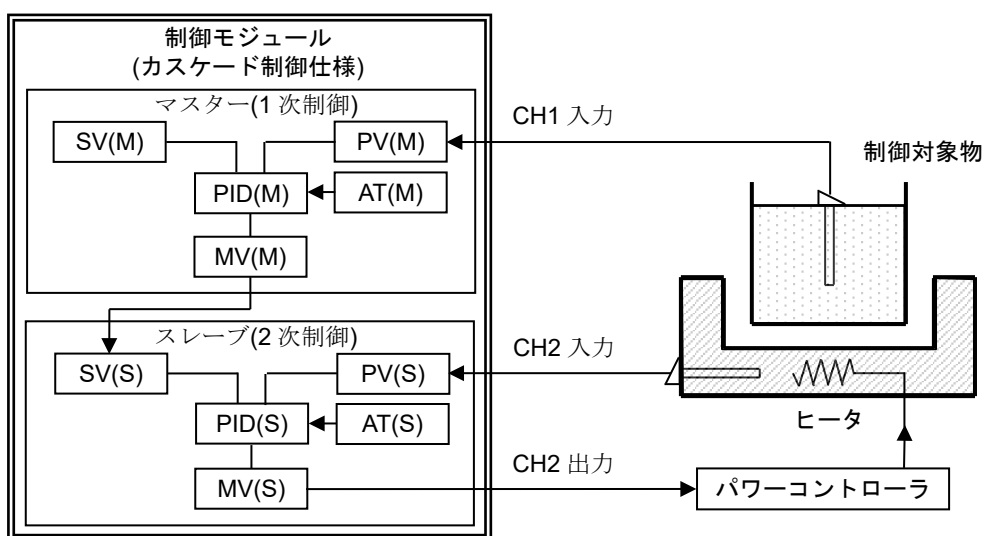 制御モジュール
(カスケード制御仕様)
マスター(1 次制御)
SV(M)
PV(M)
PID(M)
AT(M)
MV(M)
CH1 入力
制御対象物
スレーブ(2 次制御)
SV(S)
PV(S)
PID(S)
AT(S)
MV(S)
CH2 入力
ヒータ
CH2 出力
パワーコントローラ